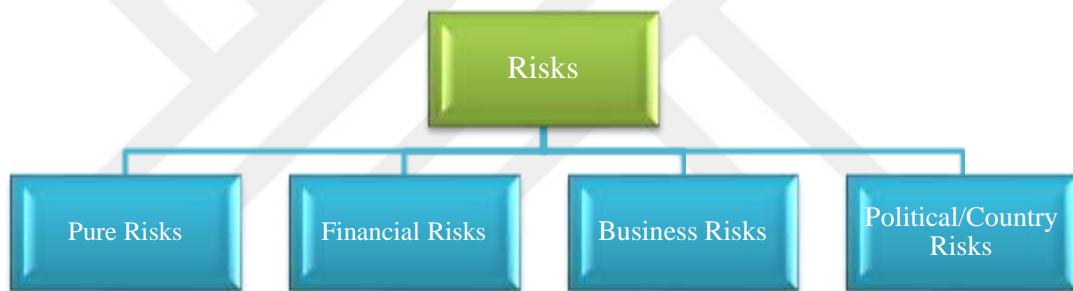 Risks
Pure Risks
Financial Risks
Business Risks
Political/Country
Risks